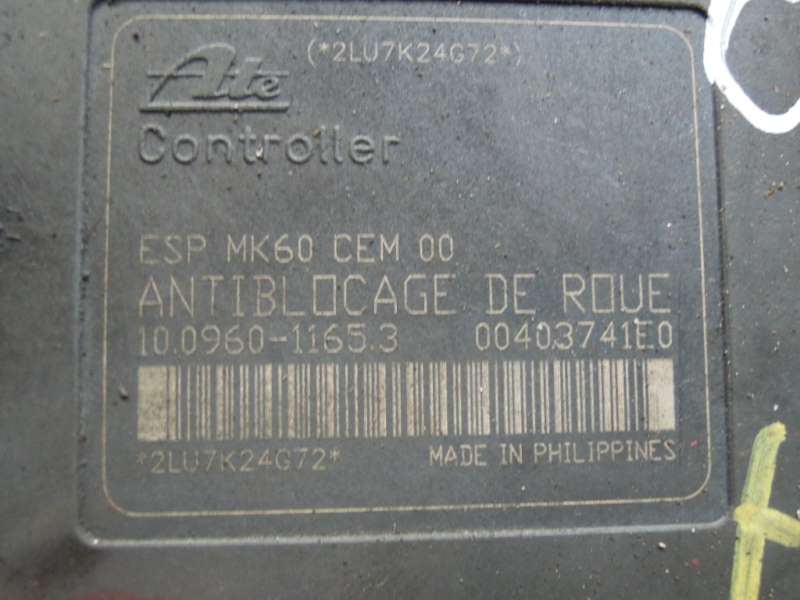 (*2LU7K24G72*)
Ate
Controller
ESP MK60 CEM 00
ANTIBLOCAGE DE ROUE
10.0960-1165.3 00403741E0
*2LU7K24G72* MADE IN PHILIPPINES